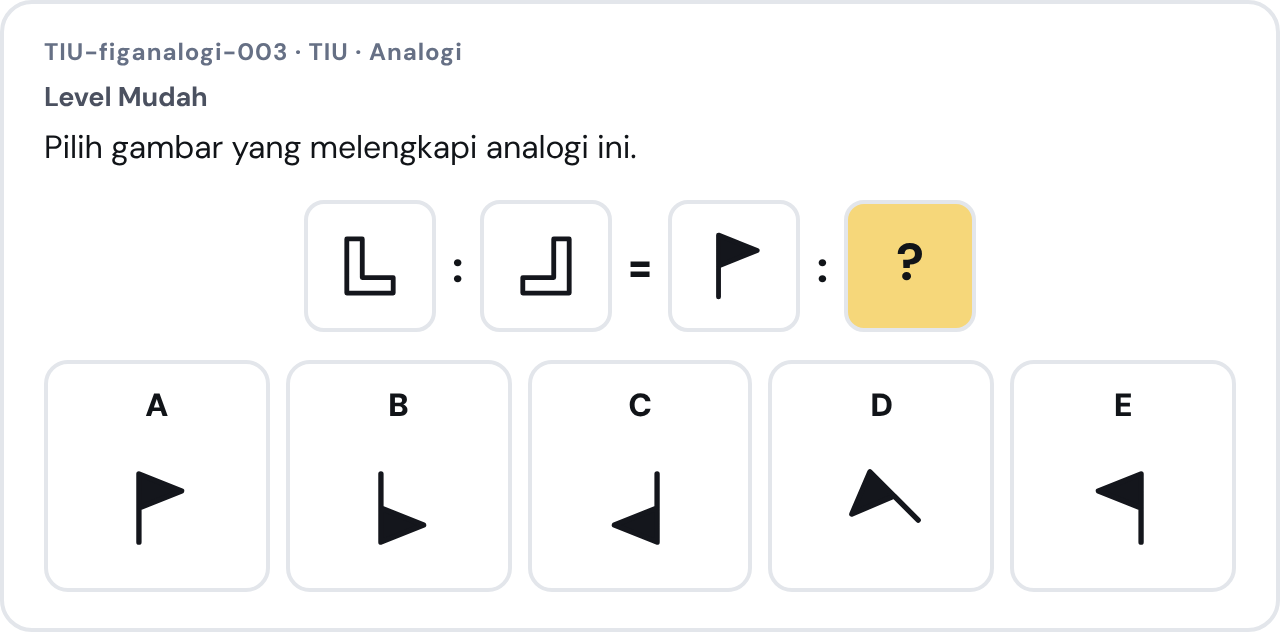 TIU-figanalogi-003 · TIU · Analogi
Level Mudah
Pilih gambar yang melengkapi analogi ini.
: = : ?
A B C D E